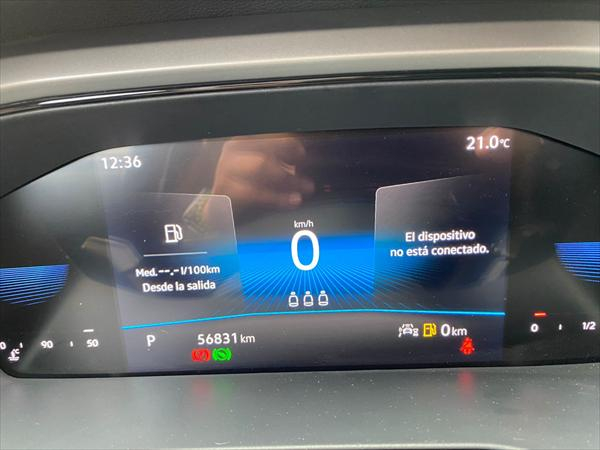 12:36
21.0°C
km/h
0
Med. --.- l/100km
Desde la salida
El dispositivo
no está conectado.
90 50
0 1/2
P 56831 km
0 km